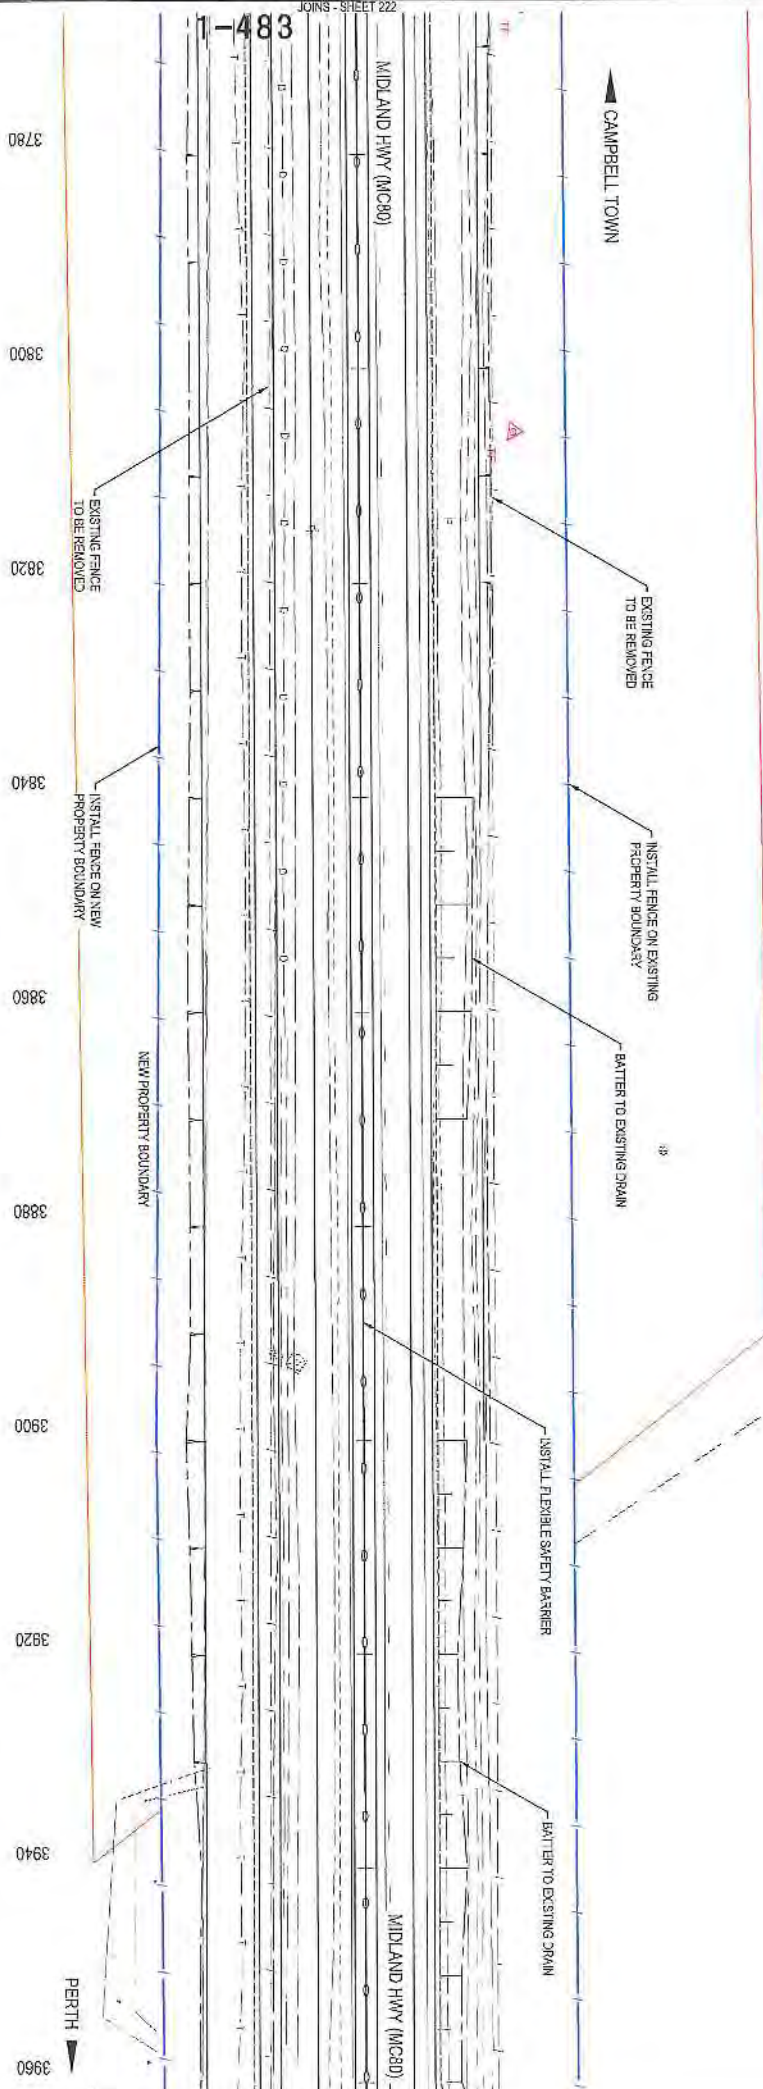 JOINS - SHEET 222
1-483
MIDLAND HWY (MC80)
CAMPBELL TOWN
3780
3800
3820
3840
3860
3880
3900
3920
3940
3960
EXISTING FENCE
TO BE REMOVED
EXISTING FENCE
TO BE REMOVED
INSTALL FENCE ON NEW
PROPERTY BOUNDARY
INSTALL FENCE ON EXISTING
PROPERTY BOUNDARY
BATTER TO EXISTING DRAIN
NEW PROPERTY BOUNDARY
INSTALL FLEXIBLE SAFETY BARRIER
BATTER TO EXISTING DRAIN
MIDLAND HWY (MC80)
PERTH